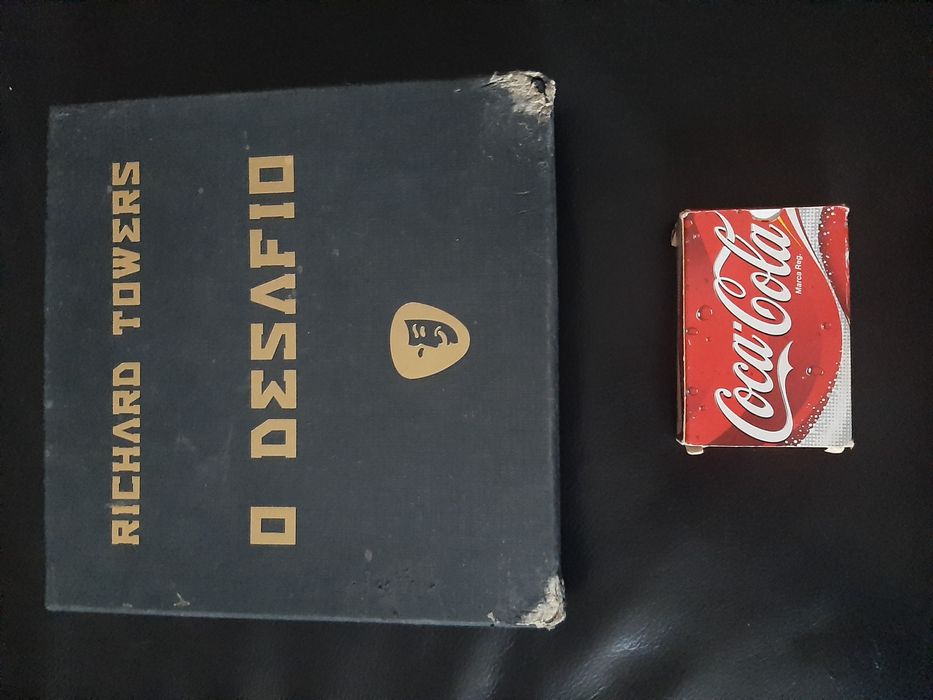 RICHARD TOWERS
O DESAFIO
Coca-Cola
Marca Reg.